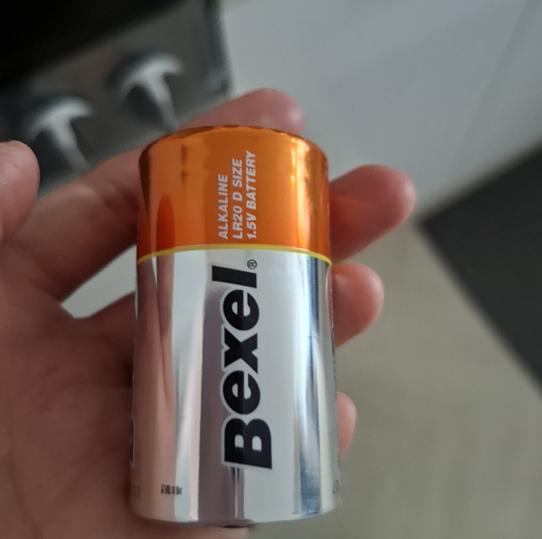 ALKALINE
LR20 D SIZE
1.5V BATTERY
Bexel®